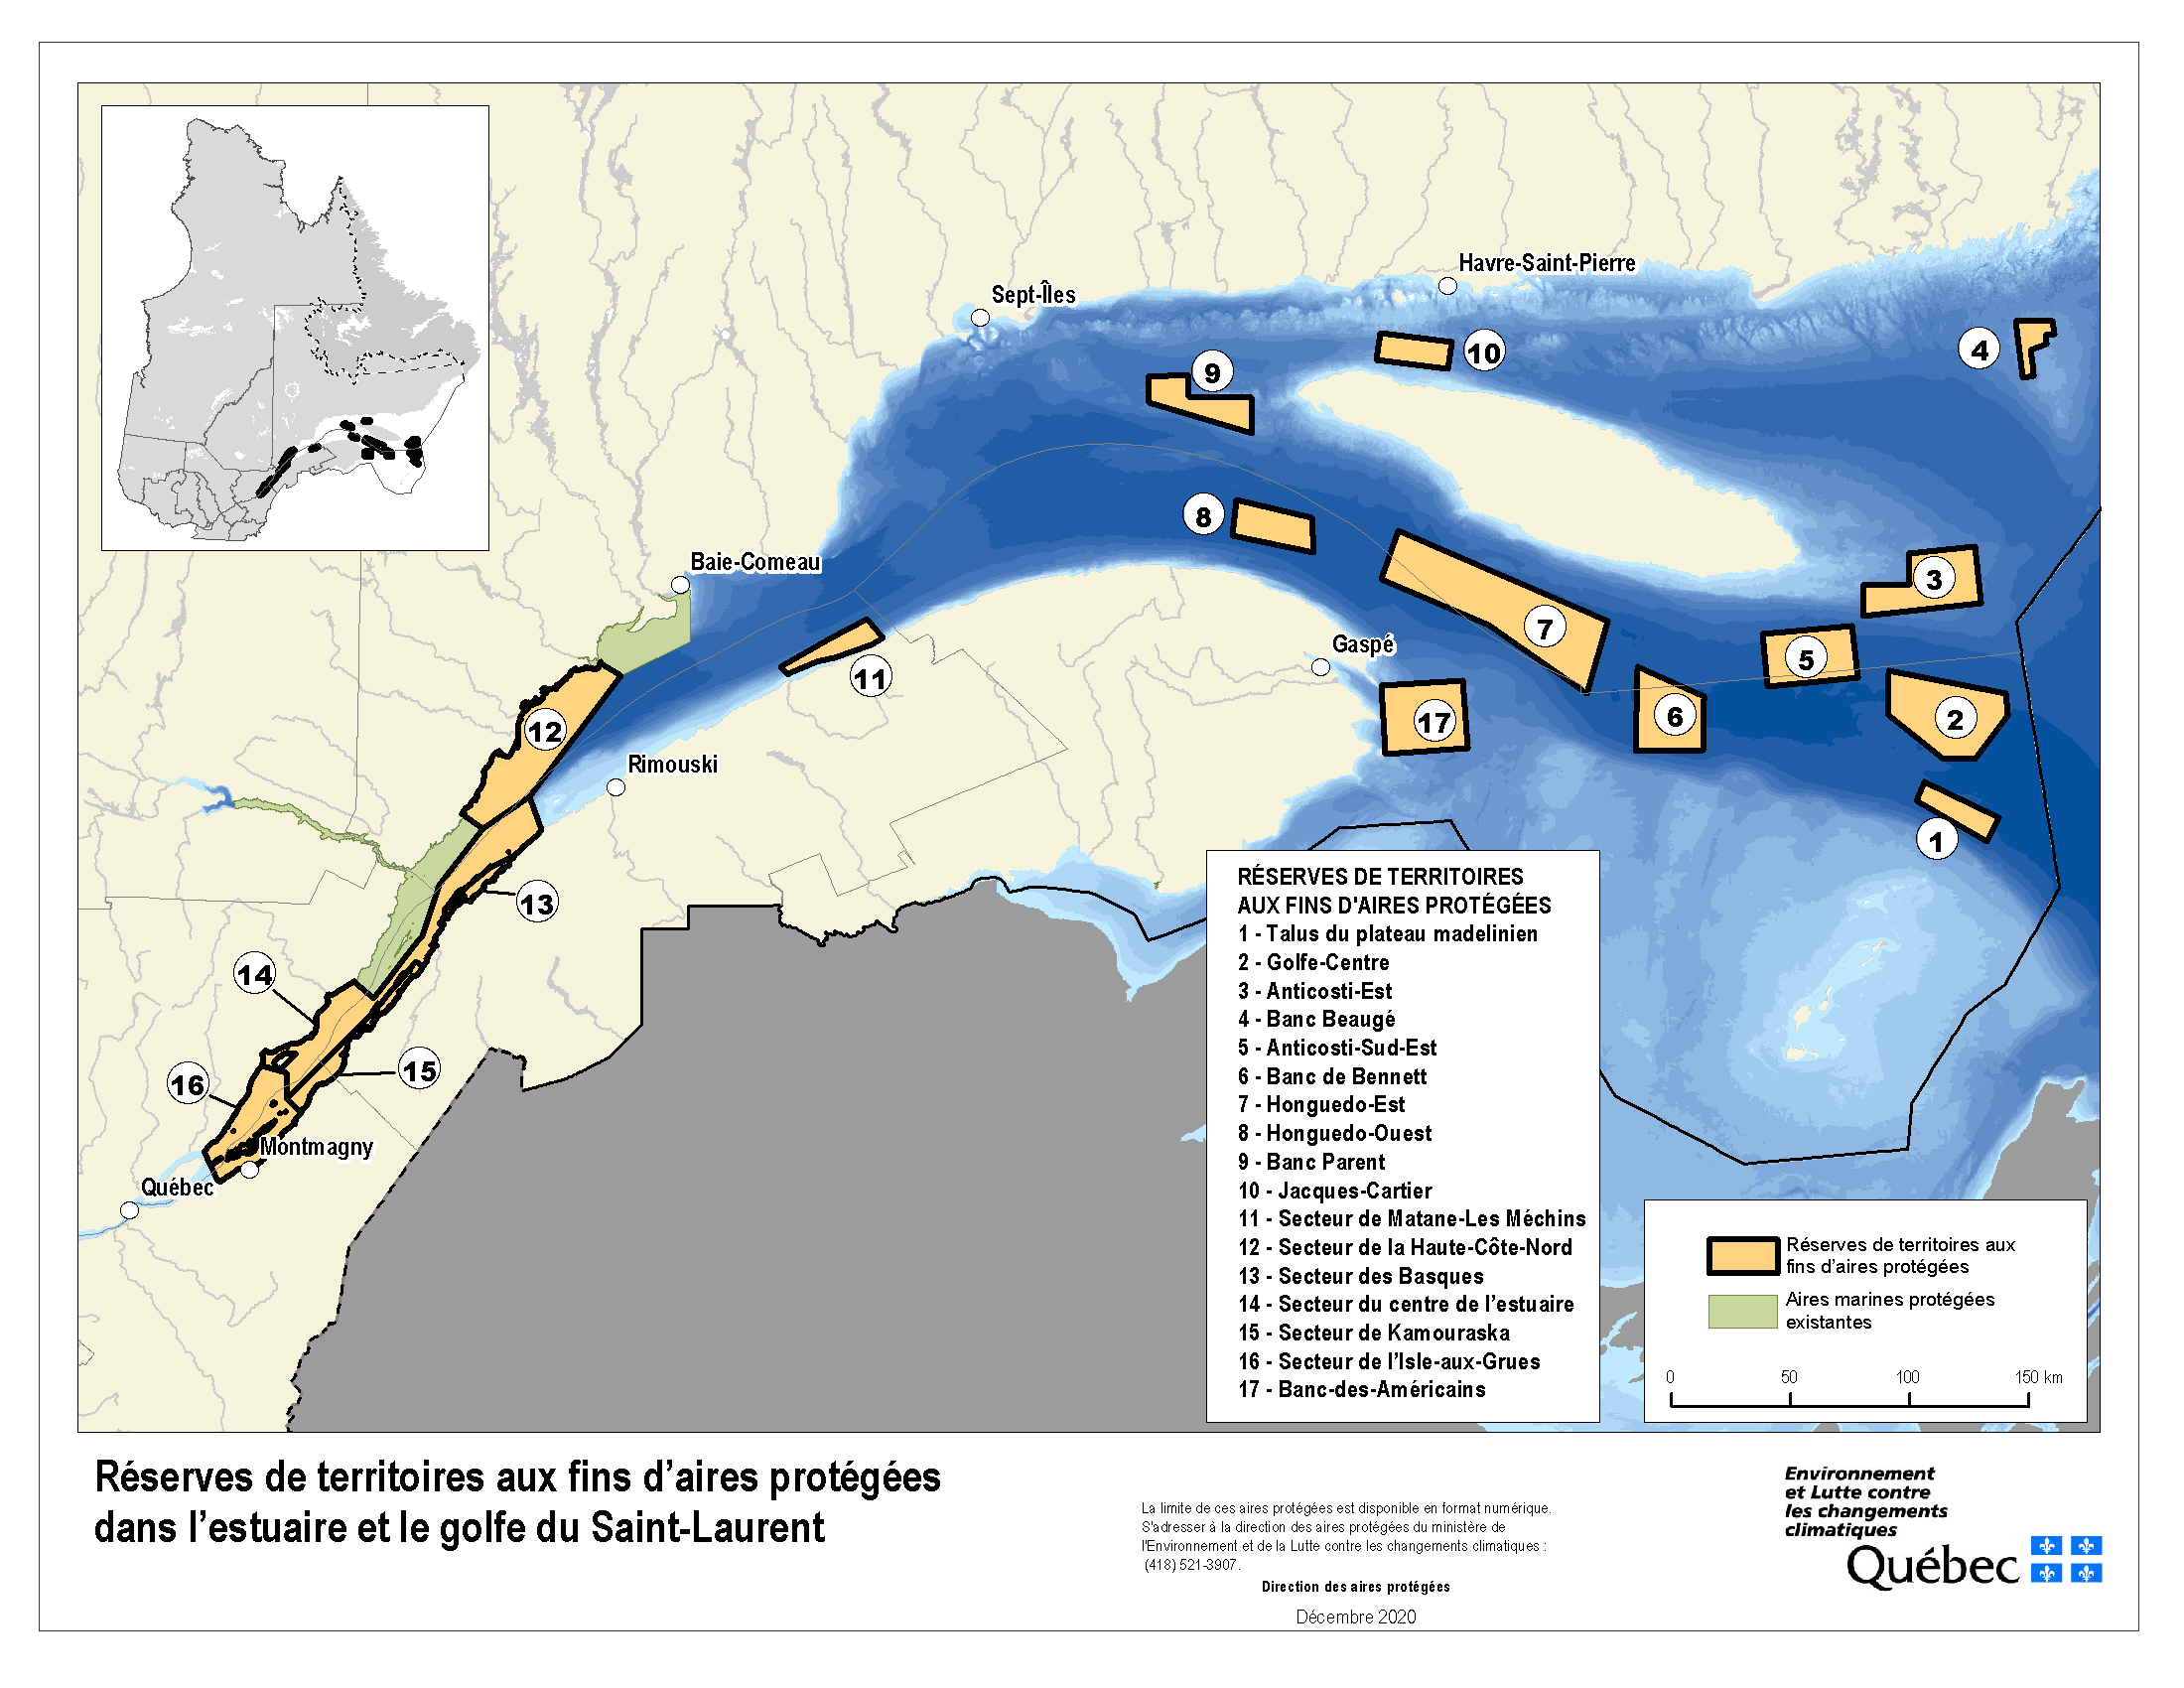 Havre-Saint-Pierre
Sept-Îles
4
10
9
8
Baie-Comeau
3
7
Gaspé
5
11
6
2
17
12
Rimouski
1
13
14
15
16
Montmagny
Québec
RÉSERVES DE TERRITOIRES
AUX FINS D'AIRES PROTÉGÉES
1 - Talus du plateau madelinien
2 - Golfe-Centre
3 - Anticosti-Est
4 - Banc Beaugé
5 - Anticosti-Sud-Est
6 - Banc de Bennett
7 - Honguedo-Est
8 - Honguedo-Ouest
9 - Banc Parent
10 - Jacques-Cartier
11 - Secteur de Matane-Les Méchins
12 - Secteur de la Haute-Côte-Nord
13 - Secteur des Basques
14 - Secteur du centre de l’estuaire
15 - Secteur de Kamouraska
16 - Secteur de l’Isle-aux-Grues
17 - Banc-des-Américains
Réserves de territoires aux
fins d’aires protégées
Aires marines protégées
existantes
0 50 100 150 km
Réserves de territoires aux fins d’aires protégées
dans l’estuaire et le golfe du Saint-Laurent
La limite de ces aires protégées est disponible en format numérique.
S'adresser à la direction des aires protégées du ministère de
l'Environnement et de la Lutte contre les changements climatiques :
(418) 521-3907.
Direction des aires protégées
Décembre 2020
Environnement
et Lutte contre
les changements
climatiques
Québec